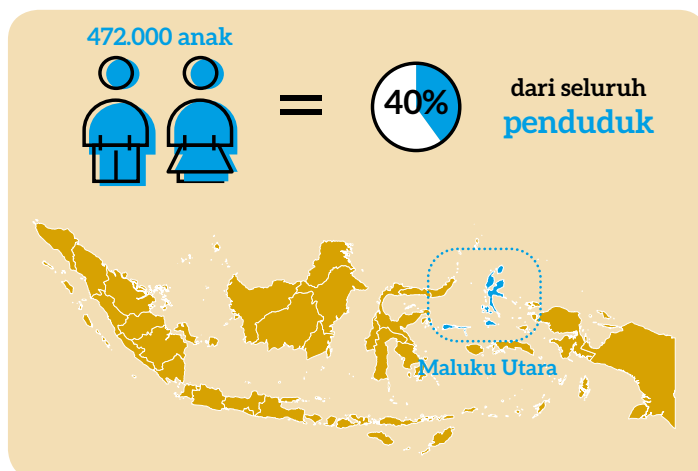 472.000 anak
=
40%
dari seluruh
penduduk
Maluku Utara